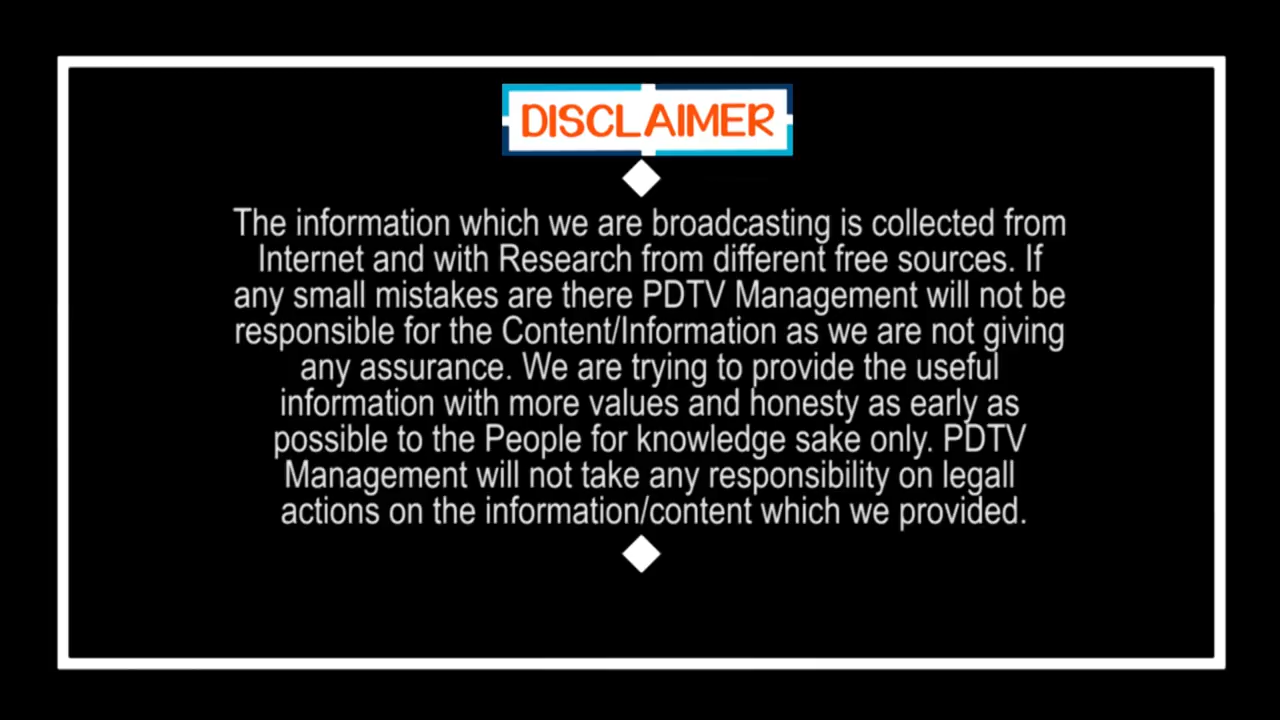 DISCLAIMER
The information which we are broadcasting is collected from
Internet and with Research from different free sources. If
any small mistakes are there PDTV Management will not be
responsible for the Content/Information as we are not giving
any assurance. We are trying to provide the useful
information with more values and honesty as early as
possible to the People for knowledge sake only. PDTV
Management will not take any responsibility on legall
actions on the information/content which we provided.